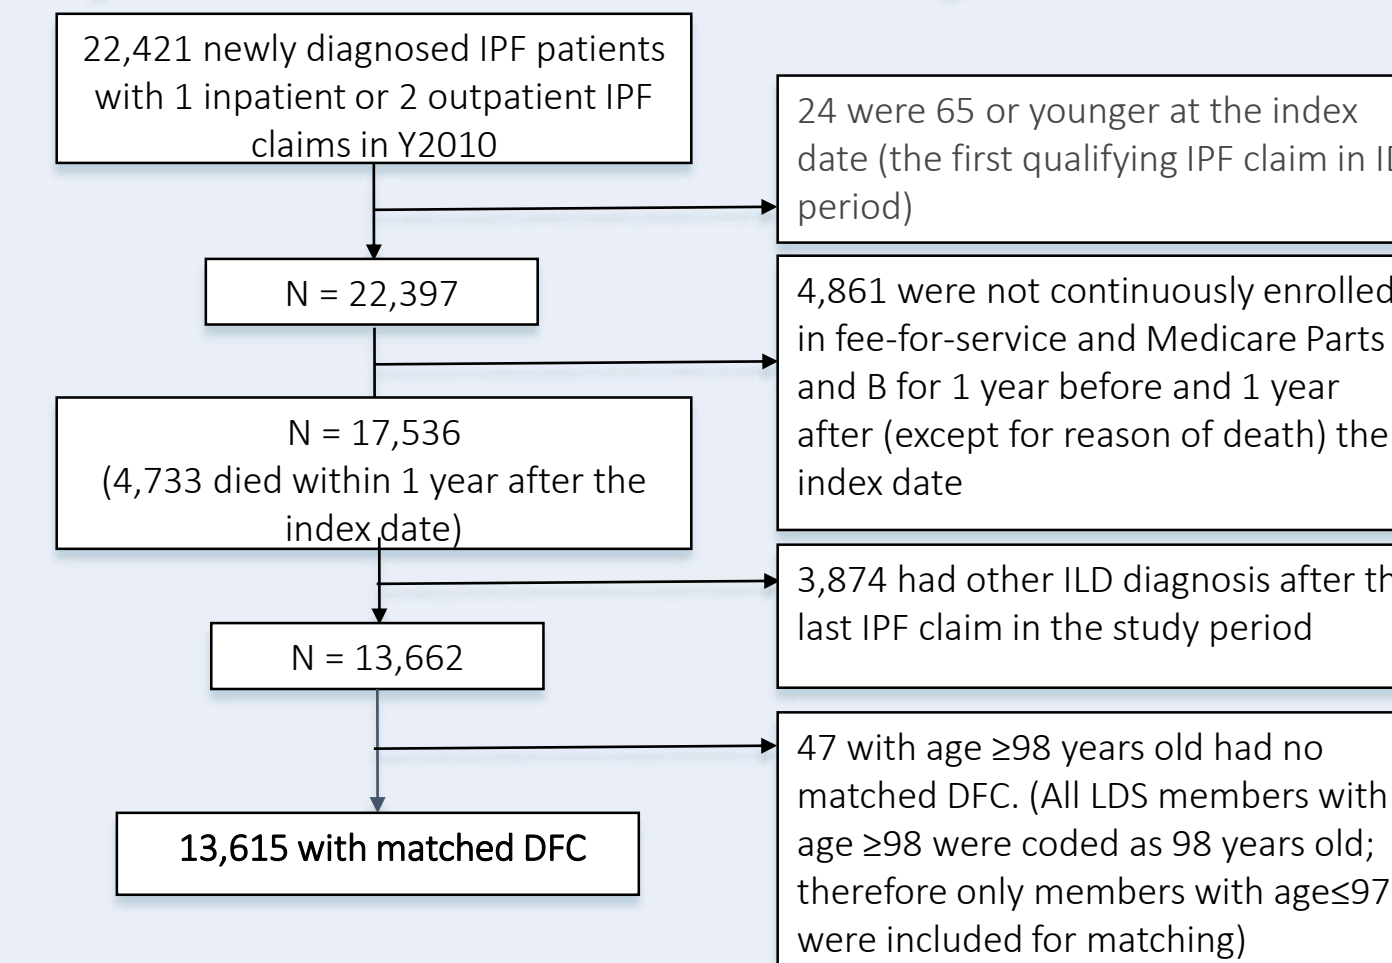 22,421 newly diagnosed IPF patients
with 1 inpatient or 2 outpatient IPF
claims in Y2010
24 were 65 or younger at the index
date (the first qualifying IPF claim in
period)
N = 22,397
4,861 were not continuously enrolled
in fee-for-service and Medicare Parts
and B for 1 year before and 1 year
after (except for reason of death) the
index date
N = 17,536
(4,733 died within 1 year after the
index date)
3,874 had other ILD diagnosis after
last IPF claim in the study period
N = 13,662
47 with age ≥98 years old had no
matched DFC. (All LDS members with
age ≥98 were coded as 98 years old;
therefore only members with age≤97
were included for matching)
13,615 with matched DFC